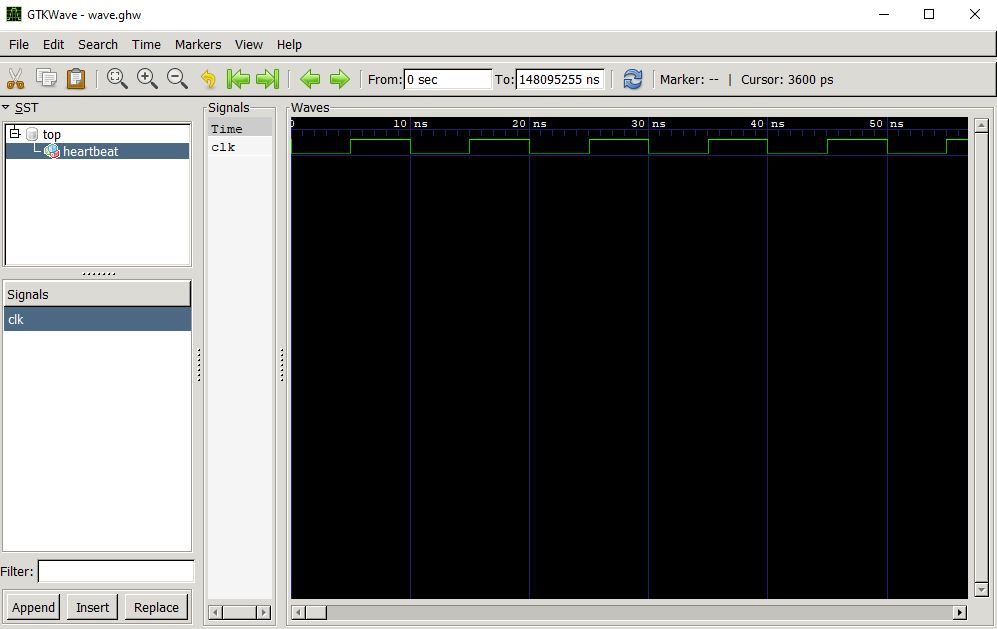 GTKWave - wave.ghw
File Edit Search Time Markers View Help
From: 0 sec To: 148095255 ns Marker: -- | Cursor: 3600 ps
SST
top
heartbeat
Signals
clk
Filter:
Append Insert Replace
Signals
Time
clk
Waves
0 10 ns 20 ns 30 ns 40 ns 50 ns